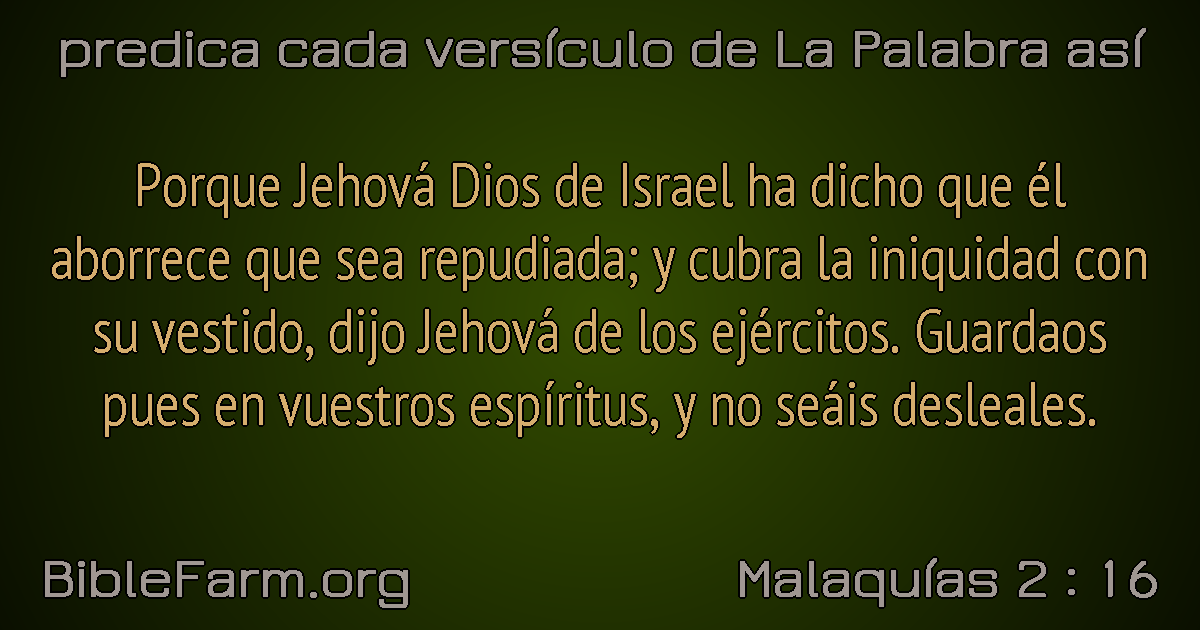 predica cada versículo de La Palabra así
Porque Jehová Dios de Israel ha dicho que él
aborrece que sea repudiada; y cubra la iniquidad con
su vestido, dijo Jehová de los ejércitos. Guardaos
pues en vuestros espíritus, y no seáis desleales.
BibleFarm.org
Malaquías 2 : 16